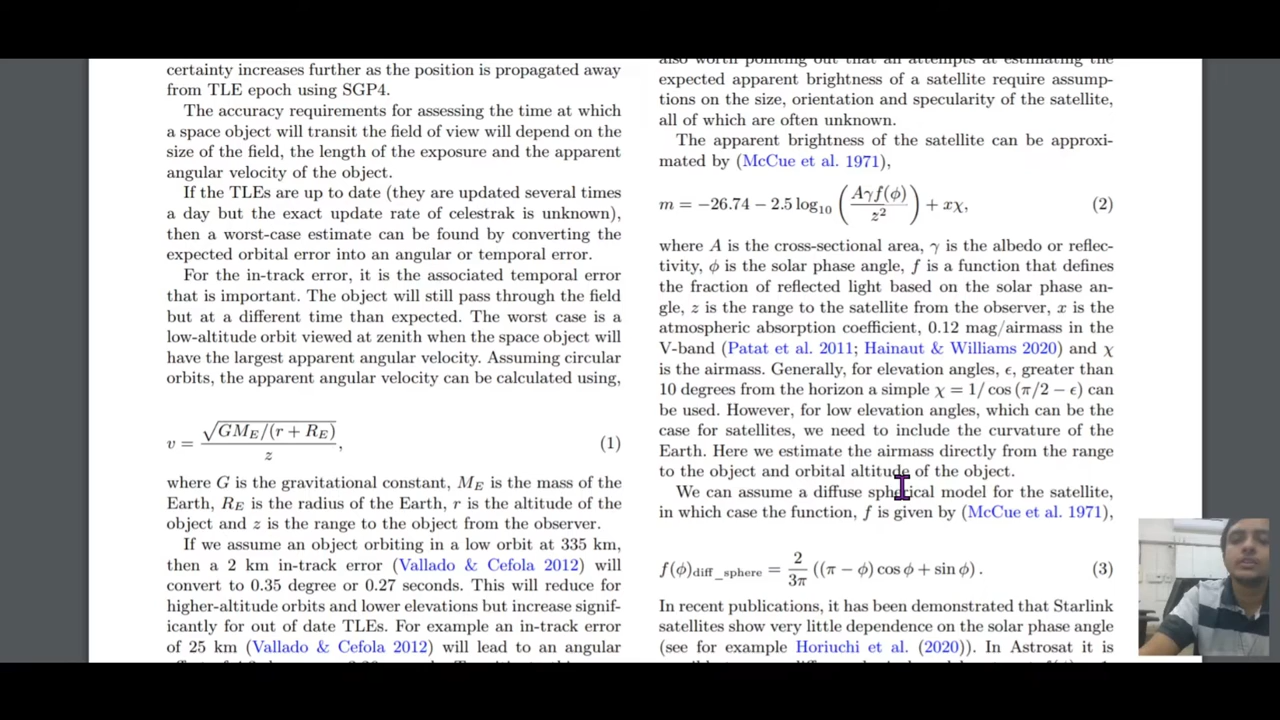 certainty increases further as the position is propagated away
from TLE epoch using SGP4.
The accuracy requirements for assessing the time at which
a space object will transit the field of view will depend on the
size of the field, the length of the exposure and the apparent
angular velocity of the object.
If the TLEs are up to date (they are updated several times
a day but the exact update rate of celestrak is unknown),
then a worst-case estimate can be found by converting the
expected orbital error into an angular or temporal error.
For the in-track error, it is the associated temporal error
that is important. The object will still pass through the field
but at a different time than expected. The worst case is a
low-altitude orbit viewed at zenith when the space object will
have the largest apparent angular velocity. Assuming circular
orbits, the apparent angular velocity can be calculated using,
v = √(GM_E/(r + R_E)) / z, (1)
where G is the gravitational constant, M_E is the mass of the
Earth, R_E is the radius of the Earth, r is the altitude of the
object and z is the range to the object from the observer.
If we assume an object orbiting in a low orbit at 335 km,
then a 2 km in-track error (Vallado & Cefola 2012) will
convert to 0.35 degree or 0.27 seconds. This will reduce for
higher-altitude orbits and lower elevations but increase signif-
icantly for out of date TLEs. For example an in-track error
of 25 km (Vallado & Cefola 2012) will lead to an angular
also worth pointing out that all attempts at estimating the
expected apparent brightness of a satellite require assump-
tions on the size, orientation and specularity of the satellite,
all of which are often unknown.
The apparent brightness of the satellite can be approxi-
mated by (McCue et al. 1971),
m = −26.74 − 2.5 log₁₀ (Aγf(ϕ) / z²) + xχ, (2)
where A is the cross-sectional area, γ is the albedo or reflec-
tivity, ϕ is the solar phase angle, f is a function that defines
the fraction of reflected light based on the solar phase an-
gle, z is the range to the satellite from the observer, x is the
atmospheric absorption coefficient, 0.12 mag/airmass in the
V-band (Patat et al. 2011; Hainaut & Williams 2020) and χ
is the airmass. Generally, for elevation angles, ϵ, greater than
10 degrees from the horizon a simple χ = 1/ cos (π/2 − ϵ) can
be used. However, for low elevation angles, which can be the
case for satellites, we need to include the curvature of the
Earth. Here we estimate the airmass directly from the range
to the object and orbital altitude of the object.
We can assume a diffuse spherical model for the satellite,
in which case the function, f is given by (McCue et al. 1971),
f(ϕ)diff_sphere = 2/3π ((π − ϕ) cos ϕ + sin ϕ) . (3)
In recent publications, it has been demonstrated that Starlink
satellites show very little dependence on the solar phase angle
(see for example Horiuchi et al. (2020)). In Astrosat it is